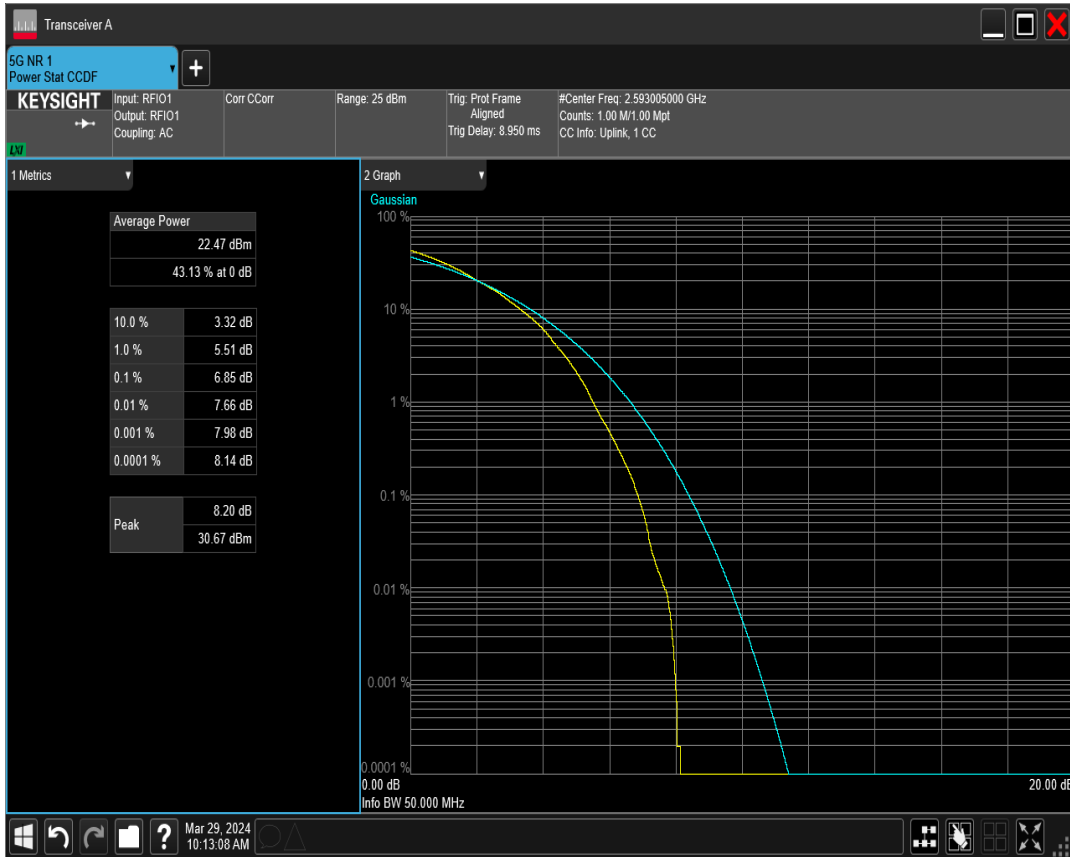 Transceiver A
5G NR 1
Power Stat CCDF
+
KEYSIGHT
LXI
Input: RFIO1
Output: RFIO1
Coupling: AC
Corr CCorr
Range: 25 dBm
Trig: Prot Frame
Aligned
Trig Delay: 8.950 ms
#Center Freq: 2.593005000 GHz
Counts: 1.00 M/1.00 Mpt
CC Info: Uplink, 1 CC
1 Metrics
Average Power
22.47 dBm
43.13 % at 0 dB
10.0 % 3.32 dB
1.0 % 5.51 dB
0.1 % 6.85 dB
0.01 % 7.66 dB
0.001 % 7.98 dB
0.0001 % 8.14 dB
Peak 8.20 dB
30.67 dBm
2 Graph
Gaussian
100 %
10 %
1 %
0.1 %
0.01 %
0.001 %
0.0001 %
0.00 dB 20.00 dB
Info BW 50.000 MHz
?
Mar 29, 2024
10:13:08 AM